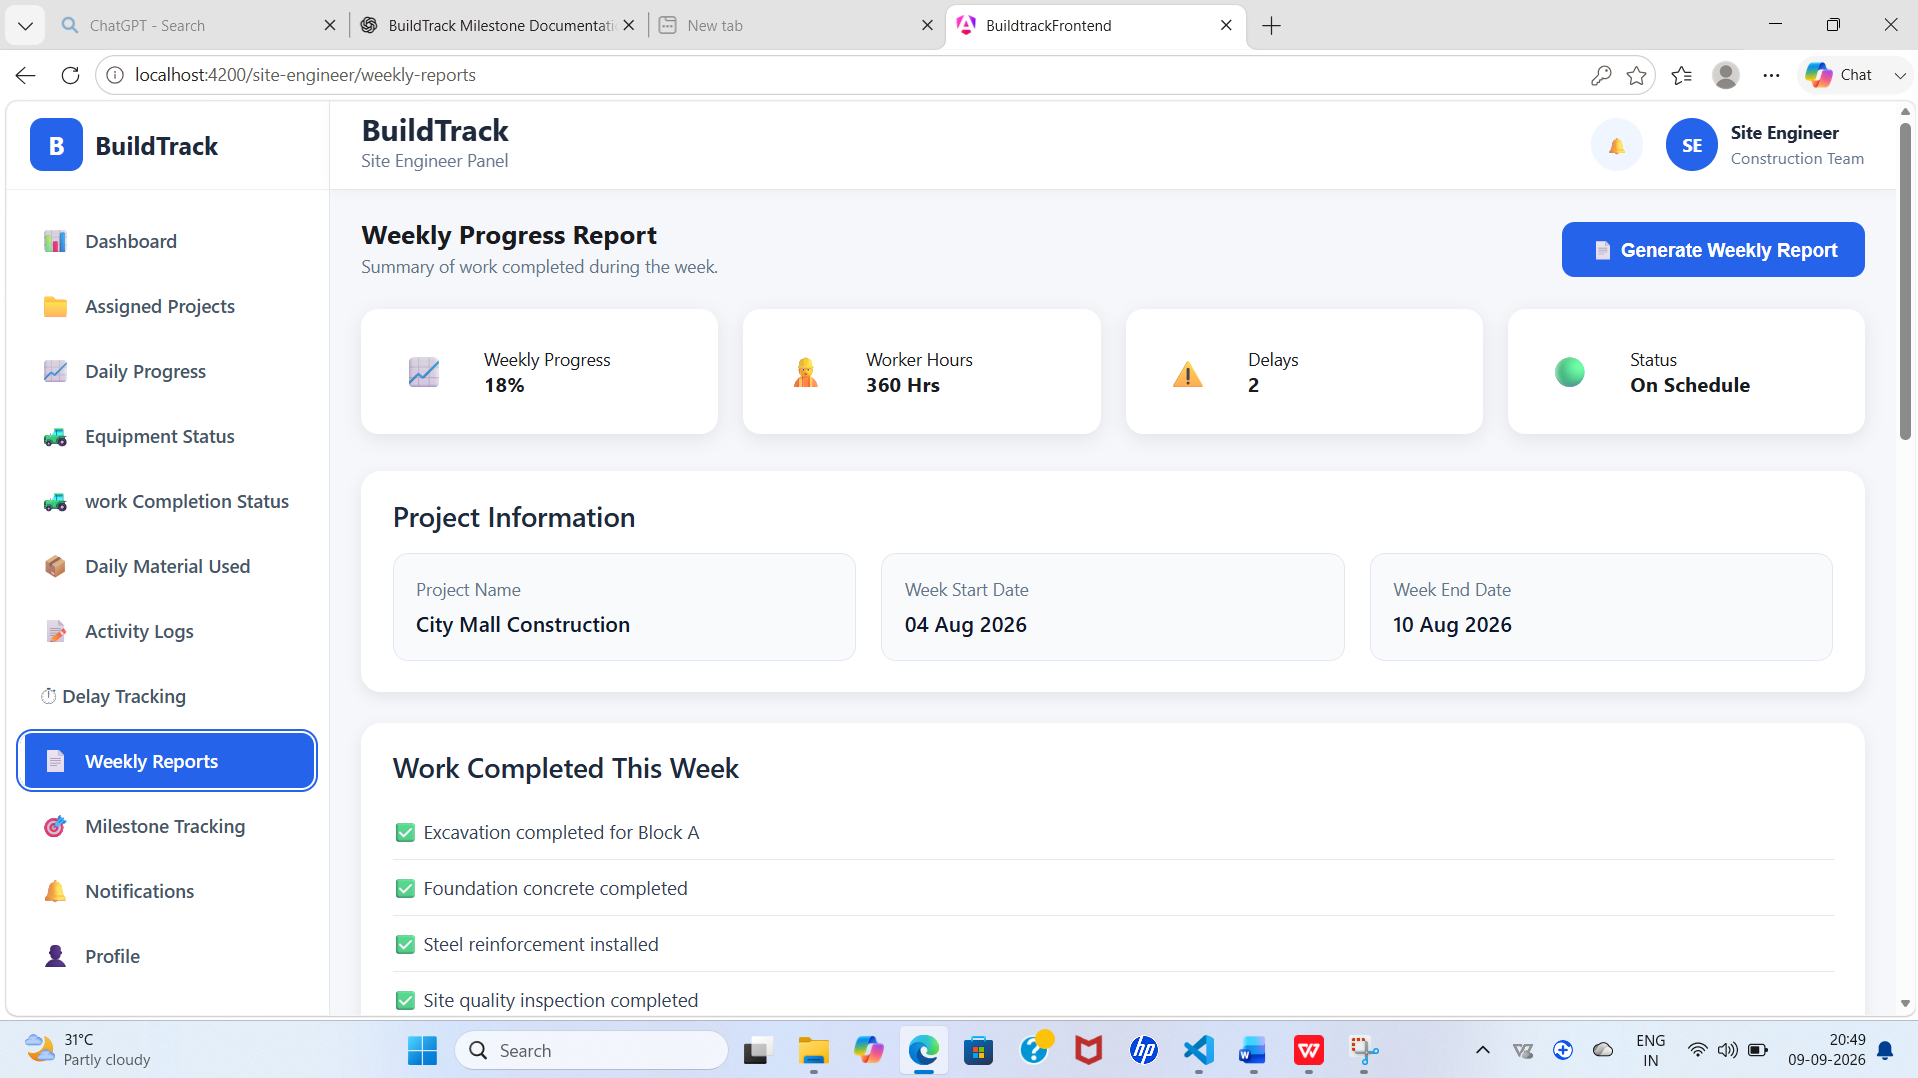 ChatGPT - Search
BuildTrack Milestone Documentati
New tab
BuildtrackFrontend
localhost:4200/site-engineer/weekly-reports
Chat
B
BuildTrack
Dashboard
Assigned Projects
Daily Progress
Equipment Status
work Completion Status
Daily Material Used
Activity Logs
Delay Tracking
Weekly Reports
Milestone Tracking
Notifications
Profile
BuildTrack
Site Engineer Panel
SE
Site Engineer
Construction Team
Weekly Progress Report
Summary of work completed during the week.
Generate Weekly Report
Weekly Progress
18%
Worker Hours
360 Hrs
Delays
2
Status
On Schedule
Project Information
Project Name
City Mall Construction
Week Start Date
04 Aug 2026
Week End Date
10 Aug 2026
Work Completed This Week
Excavation completed for Block A
Foundation concrete completed
Steel reinforcement installed
Site quality inspection completed
31°C
Partly cloudy
Search
ENG
IN
20:49
09-09-2026